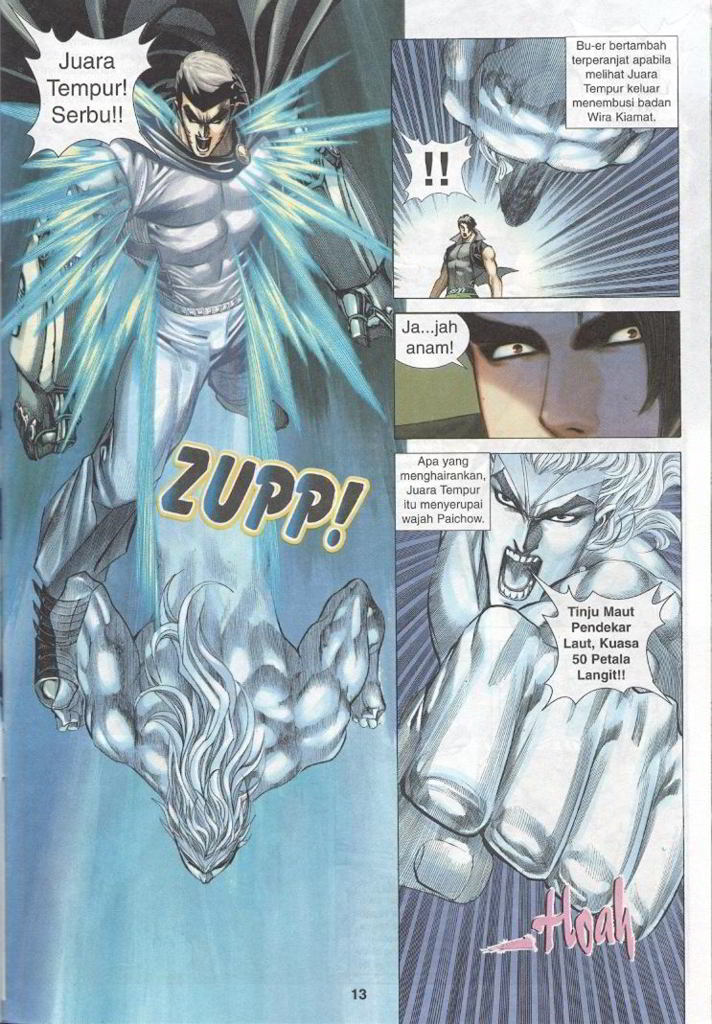 Juara
Tempur!
Serbu!!
ZUPP!
Bu-er bertambah
terperanjat apabila
melihat Juara
Tempur keluar
menembusi badan
Wira Kiamat.
!!
Ja...jah
anam!
Apa yang
menghairankan,
Juara Tempur
itu menyerupai
wajah Paichow.
Tinju Maut
Pendekar
Laut, Kuasa
50 Petala
Langit!!
Hoah
13